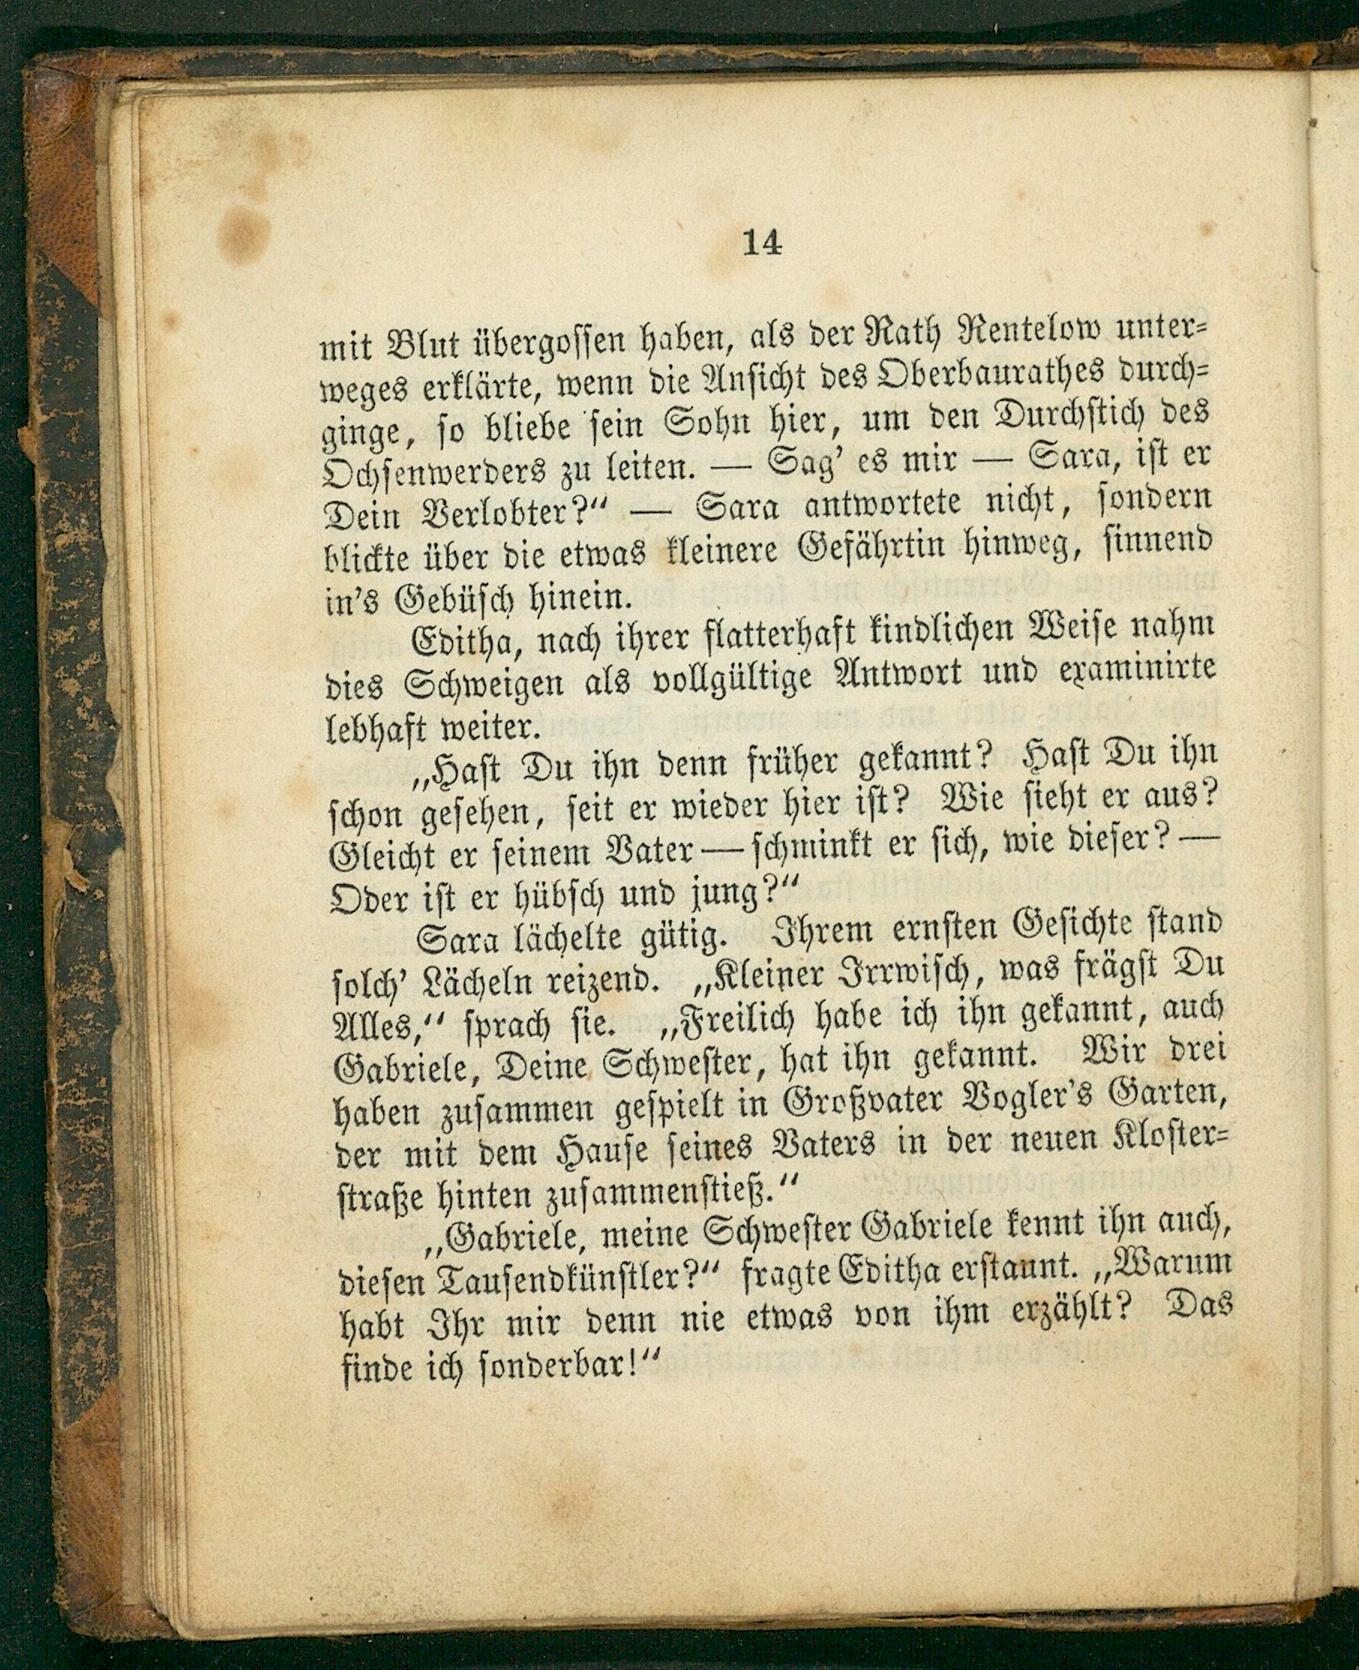 14
mit Blut übergossen haben, als der Rath Rentelow unter-
weges erklärte, wenn die Ansicht des Oberbaurathes durch-
ginge, so bliebe sein Sohn hier, um den Durchstich des
Ochsenwerders zu leiten. — Sag' es mir — Sara, ist er
Dein Verlobter?“ — Sara antwortete nicht, sondern
blickte über die etwas kleinere Gefährtin hinweg, sinnend
in's Gebüsch hinein.
Editha, nach ihrer flatterhaft kindlichen Weise nahm
dies Schweigen als vollgültige Antwort und examinirte
lebhaft weiter.
„Hast Du ihn denn früher gekannt? Hast Du ihn
schon gesehen, seit er wieder hier ist? Wie sieht er aus?
Gleicht er seinem Vater — schminkt er sich, wie dieser? —
Oder ist er hübsch und jung?“
Sara lächelte gütig. Ihrem ernsten Gesichte stand
solch' Lächeln reizend. „Kleiner Irrwisch, was frägst Du
Alles,“ sprach sie. „Freilich habe ich ihn gekannt, auch
Gabriele, Deine Schwester, hat ihn gekannt. Wir drei
haben zusammen gespielt in Großvater Vogler's Garten,
der mit dem Hause seines Vaters in der neuen Kloster-
straße hinten zusammenstieß.“
„Gabriele, meine Schwester Gabriele kennt ihn auch,
diesen Tausendkünstler?“ fragte Editha erstaunt. „Warum
habt Ihr mir denn nie etwas von ihm erzählt? Das
finde ich sonderbar!“